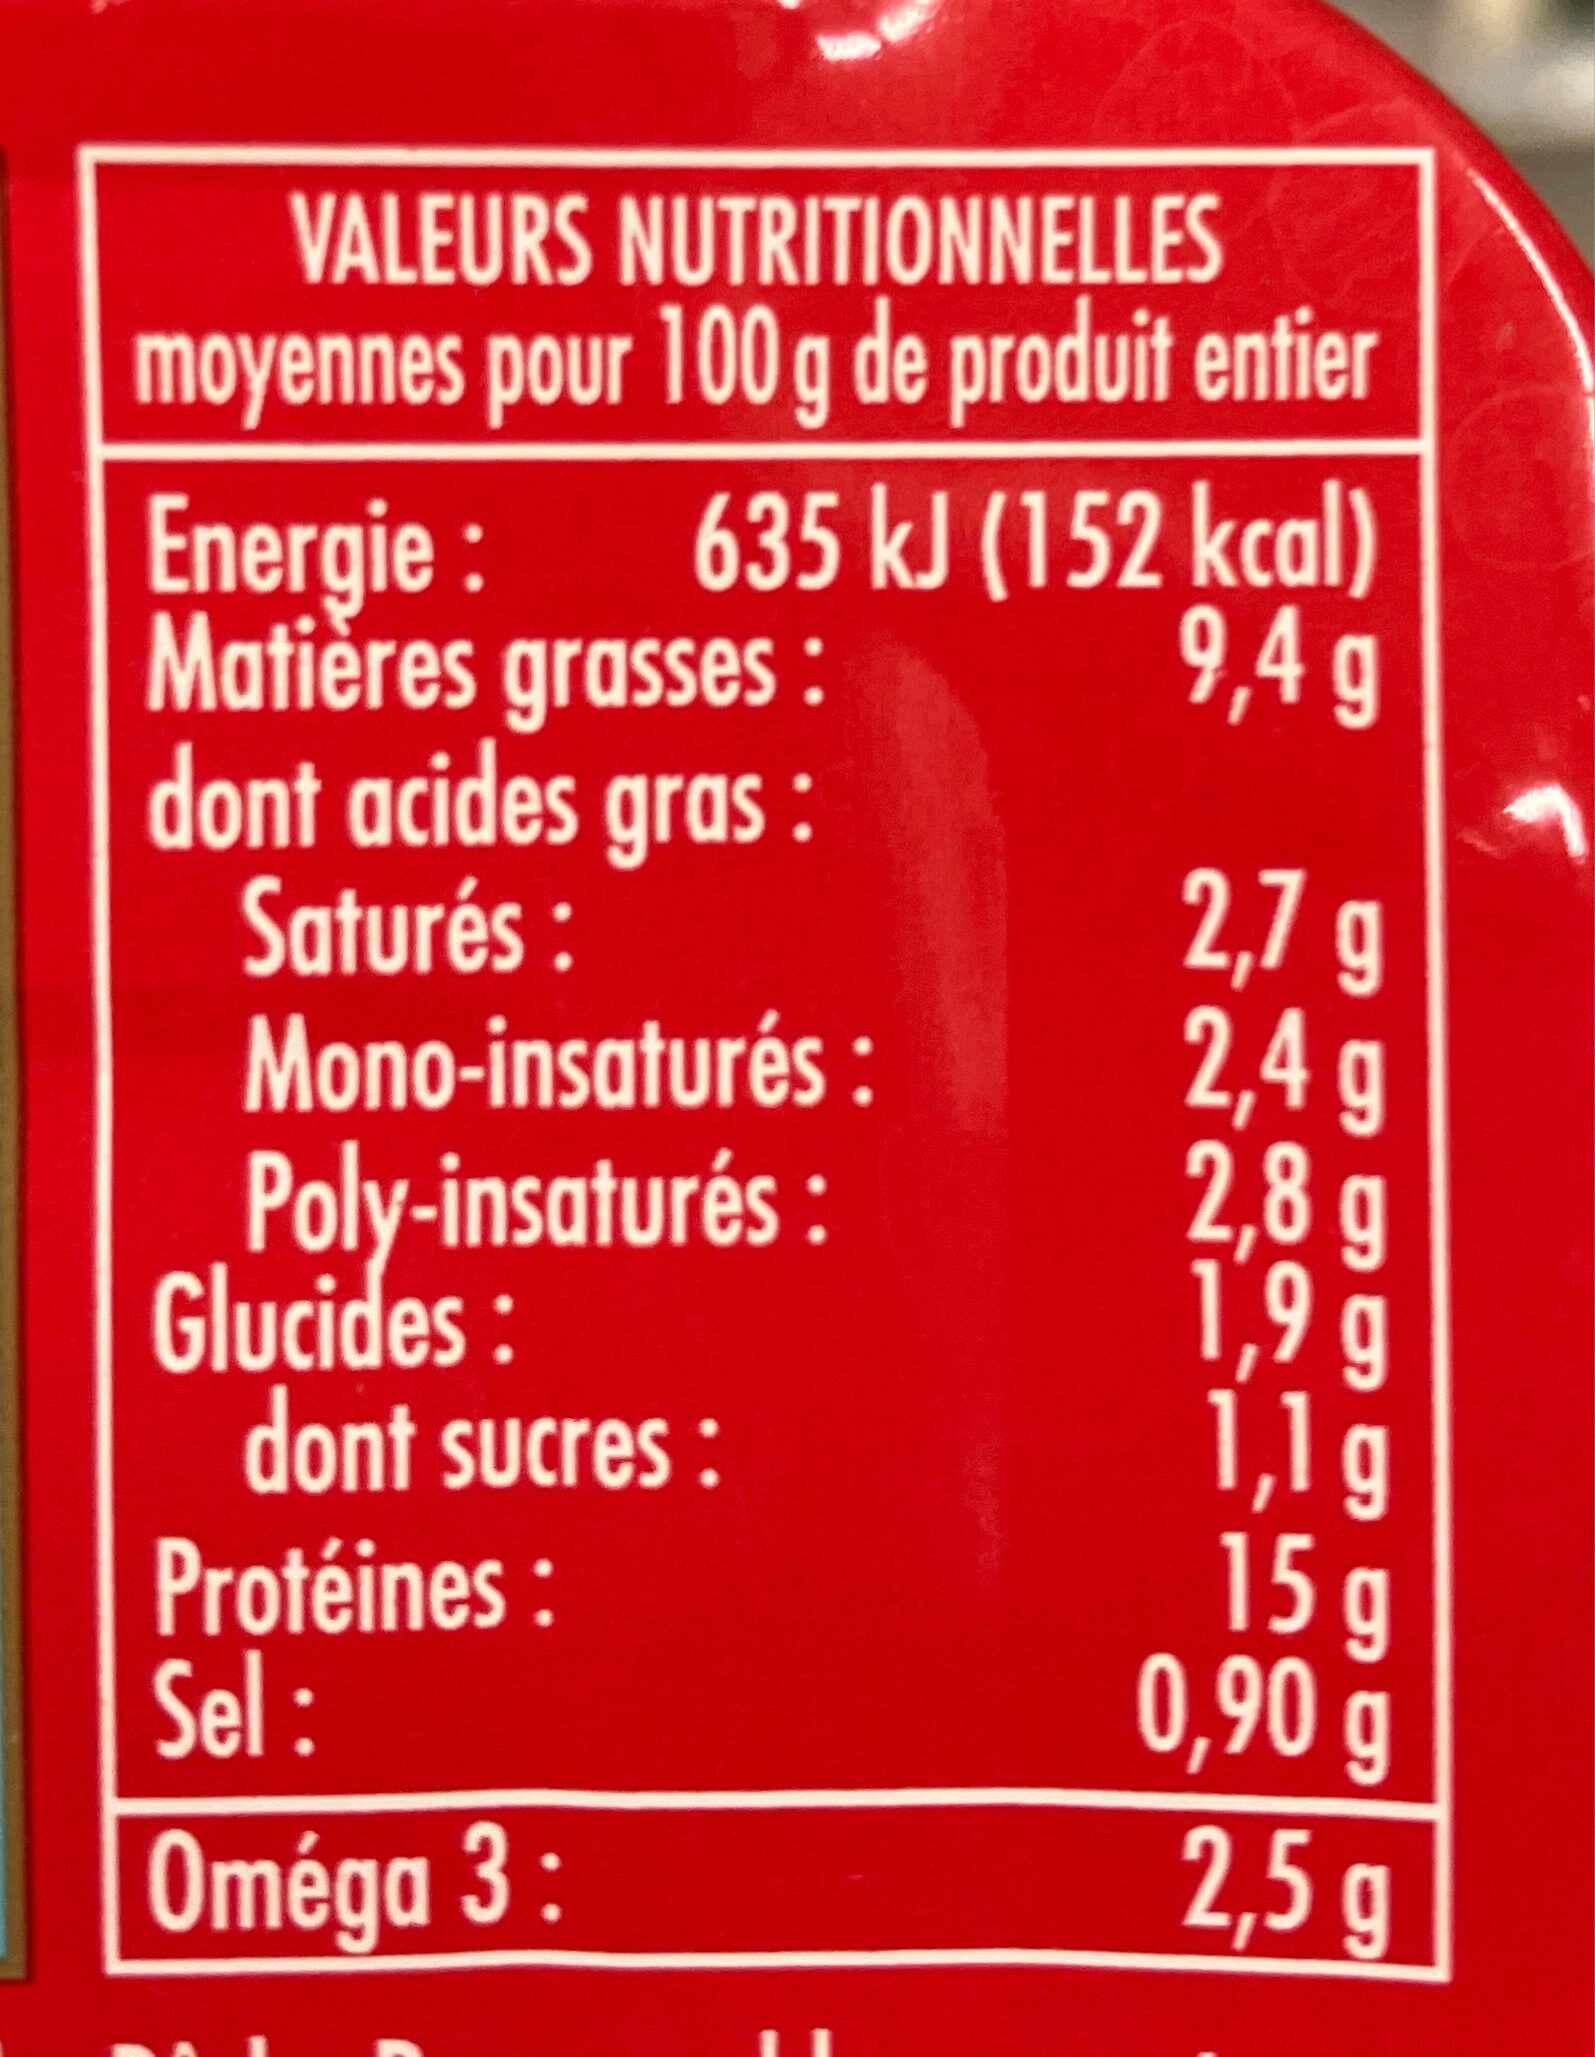 VALEURS NUTRITIONNELLES
moyennes pour 100 g de produit entier
Energie : 635 kJ (152 kcal)
Matières grasses : 9,4 g
dont acides gras :
Saturés : 2,7 g
Mono-insaturés : 2,4 g
Poly-insaturés : 2,8 g
Glucides : 1,9 g
dont sucres : 1,1 g
Protéines : 15 g
Sel : 0,90 g
Oméga 3 : 2,5 g